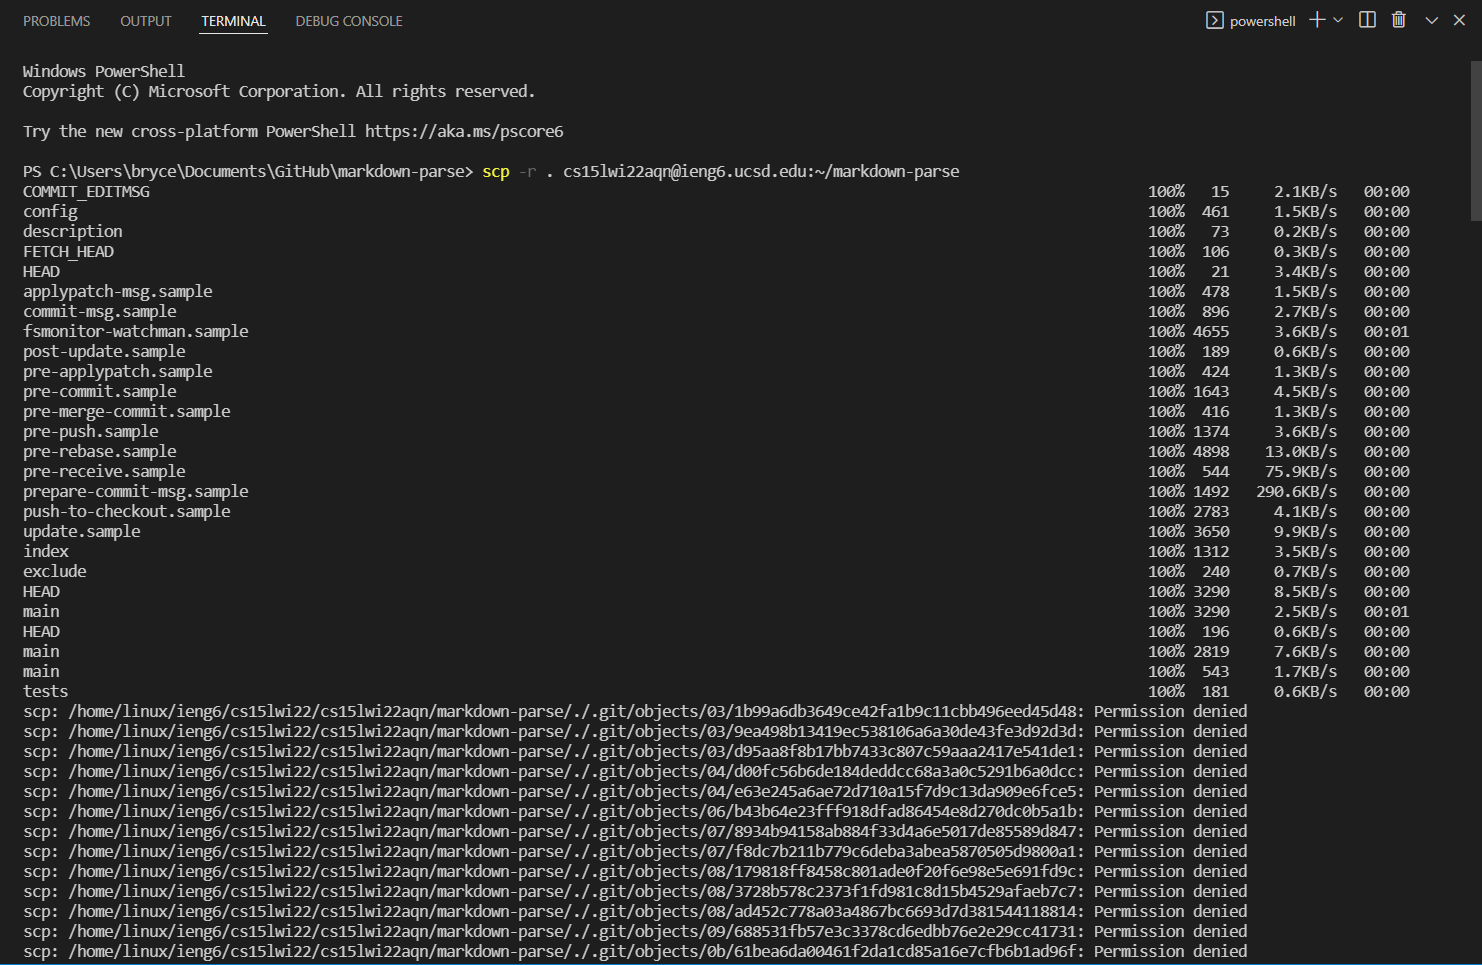 PROBLEMS OUTPUT TERMINAL DEBUG CONSOLE powershell
Windows PowerShell
Copyright (C) Microsoft Corporation. All rights reserved.
Try the new cross-platform PowerShell https://aka.ms/pscore6
PS C:\Users\bryce\Documents\GitHub\markdown-parse> scp -r . cs15lwi22aqn@ieng6.ucsd.edu:~/markdown-parse
COMMIT_EDITMSG 100% 15 2.1KB/s 00:00
config 100% 461 1.5KB/s 00:00
description 100% 73 0.2KB/s 00:00
FETCH_HEAD 100% 106 0.3KB/s 00:00
HEAD 100% 21 3.4KB/s 00:00
applypatch-msg.sample 100% 478 1.5KB/s 00:00
commit-msg.sample 100% 896 2.7KB/s 00:00
fsmonitor-watchman.sample 100% 4655 3.6KB/s 00:01
post-update.sample 100% 189 0.6KB/s 00:00
pre-applypatch.sample 100% 424 1.3KB/s 00:00
pre-commit.sample 100% 1643 4.5KB/s 00:00
pre-merge-commit.sample 100% 416 1.3KB/s 00:00
pre-push.sample 100% 1374 3.6KB/s 00:00
pre-rebase.sample 100% 4898 13.0KB/s 00:00
pre-receive.sample 100% 544 75.9KB/s 00:00
prepare-commit-msg.sample 100% 1492 290.6KB/s 00:00
push-to-checkout.sample 100% 2783 4.1KB/s 00:00
update.sample 100% 3650 9.9KB/s 00:00
index 100% 1312 3.5KB/s 00:00
exclude 100% 240 0.7KB/s 00:00
HEAD 100% 3290 8.5KB/s 00:00
main 100% 3290 2.5KB/s 00:01
HEAD 100% 196 0.6KB/s 00:00
main 100% 2819 7.6KB/s 00:00
main 100% 543 1.7KB/s 00:00
tests 100% 181 0.6KB/s 00:00
scp: /home/linux/ieng6/cs15lwi22/cs15lwi22aqn/markdown-parse/./.git/objects/03/1b99a6db3649ce42fa1b9c11cbb496eed45d48: Permission denied
scp: /home/linux/ieng6/cs15lwi22/cs15lwi22aqn/markdown-parse/./.git/objects/03/9ea498b13419ec538106a6a30de43fe3d92d3d: Permission denied
scp: /home/linux/ieng6/cs15lwi22/cs15lwi22aqn/markdown-parse/./.git/objects/03/d95aa8f8b17bb7433c807c59aaa2417e541de1: Permission denied
scp: /home/linux/ieng6/cs15lwi22/cs15lwi22aqn/markdown-parse/./.git/objects/04/d00fc56b6de184deddcc68a3a0c5291b6a0dcc: Permission denied
scp: /home/linux/ieng6/cs15lwi22/cs15lwi22aqn/markdown-parse/./.git/objects/04/e63e245a6ae72d710a15f7d9c13da909e6fce5: Permission denied
scp: /home/linux/ieng6/cs15lwi22/cs15lwi22aqn/markdown-parse/./.git/objects/06/b43b64e23fff918dfad86454e8d270dc0b5a1b: Permission denied
scp: /home/linux/ieng6/cs15lwi22/cs15lwi22aqn/markdown-parse/./.git/objects/07/8934b94158ab884f33d4a6e5017de85589d847: Permission denied
scp: /home/linux/ieng6/cs15lwi22/cs15lwi22aqn/markdown-parse/./.git/objects/07/f8dc7b211b779c6deba3abea5870505d9800a1: Permission denied
scp: /home/linux/ieng6/cs15lwi22/cs15lwi22aqn/markdown-parse/./.git/objects/08/179818ff8458c801ade0f20f6e98e5e691fd9c: Permission denied
scp: /home/linux/ieng6/cs15lwi22/cs15lwi22aqn/markdown-parse/./.git/objects/08/3728b578c2373f1fd981c8d15b4529afaeb7c7: Permission denied
scp: /home/linux/ieng6/cs15lwi22/cs15lwi22aqn/markdown-parse/./.git/objects/08/ad452c778a03a4867bc6693d7d381544118814: Permission denied
scp: /home/linux/ieng6/cs15lwi22/cs15lwi22aqn/markdown-parse/./.git/objects/09/688531fb57e3c3378cd6edbb76e2e29cc41731: Permission denied
scp: /home/linux/ieng6/cs15lwi22/cs15lwi22aqn/markdown-parse/./.git/objects/0b/61bea6da00461f2da1cd85a16e7cfb6b1ad96f: Permission denied